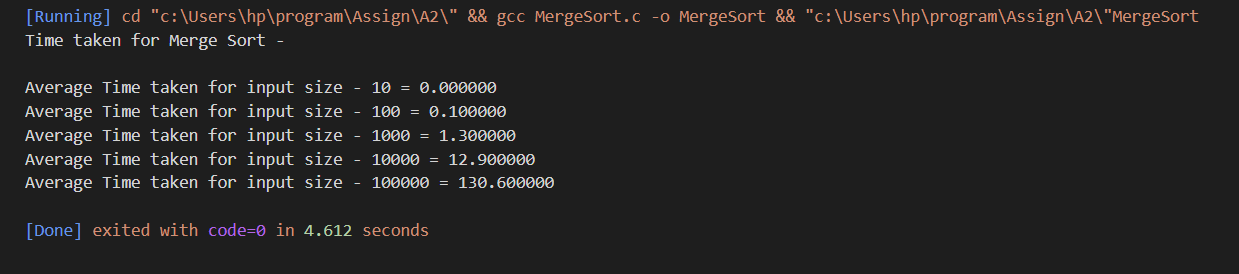 [Running] cd "c:\Users\hp\program\Assign\A2\" && gcc MergeSort.c -o MergeSort && "c:\Users\hp\program\Assign\A2\"MergeSort
Time taken for Merge Sort -
Average Time taken for input size - 10 = 0.000000
Average Time taken for input size - 100 = 0.100000
Average Time taken for input size - 1000 = 1.300000
Average Time taken for input size - 10000 = 12.900000
Average Time taken for input size - 100000 = 130.600000
[Done] exited with code=0 in 4.612 seconds